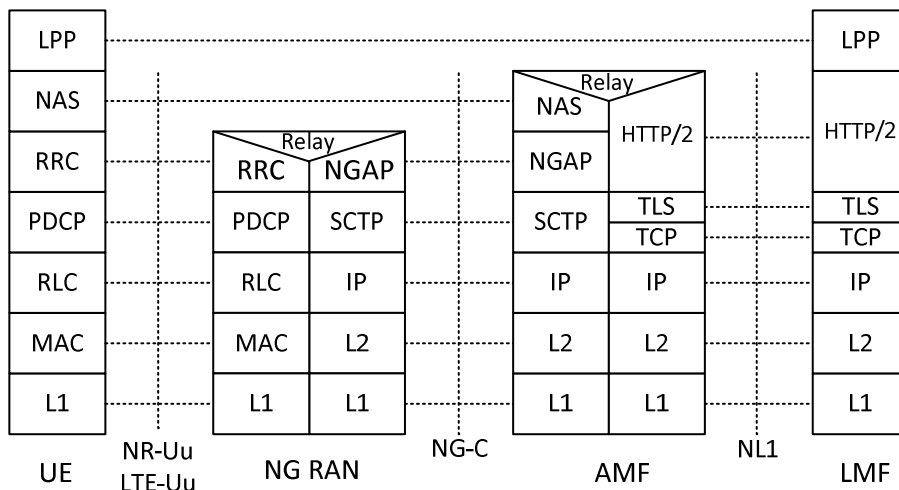 LPP
LPP
Relay
NAS
NAS
HTTP/2
HTTP/2
Relay
RRC
RRC
NGAP
NGAP
PDCP
PDCP
SCTP
SCTP
TLS
TLS
TCP
TCP
RLC
RLC
IP
IP
IP
IP
MAC
MAC
L2
L2
L2
L2
L1
L1
L1
L1
L1
L1
NR-Uu
LTE-Uu
NG-C
NL1
UE
NG RAN
AMF
LMF